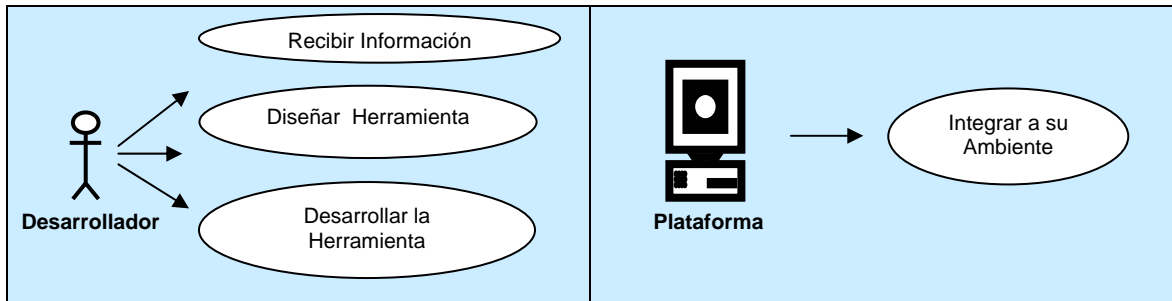 Recibir Información
Diseñar Herramienta
Desarrollar la
Herramienta
Desarrollador
Integrar a su
Ambiente
Plataforma